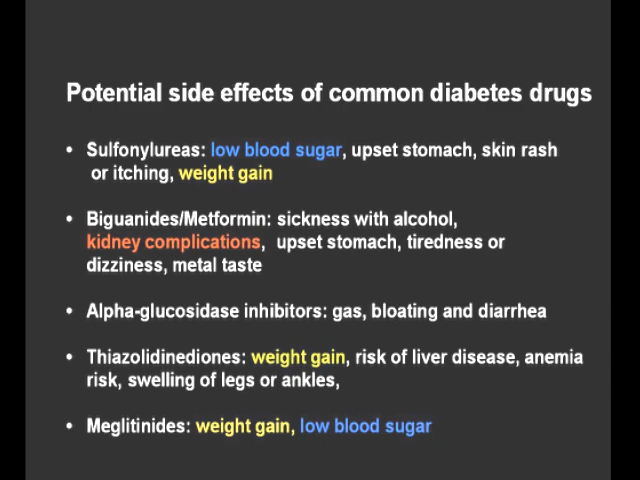 Potential side effects of common diabetes drugs
• Sulfonylureas: low blood sugar, upset stomach, skin rash
or itching, weight gain
• Biguanides/Metformin: sickness with alcohol,
kidney complications, upset stomach, tiredness or
dizziness, metal taste
• Alpha-glucosidase inhibitors: gas, bloating and diarrhea
• Thiazolidinediones: weight gain, risk of liver disease, anemia
risk, swelling of legs or ankles,
• Meglitinides: weight gain, low blood sugar